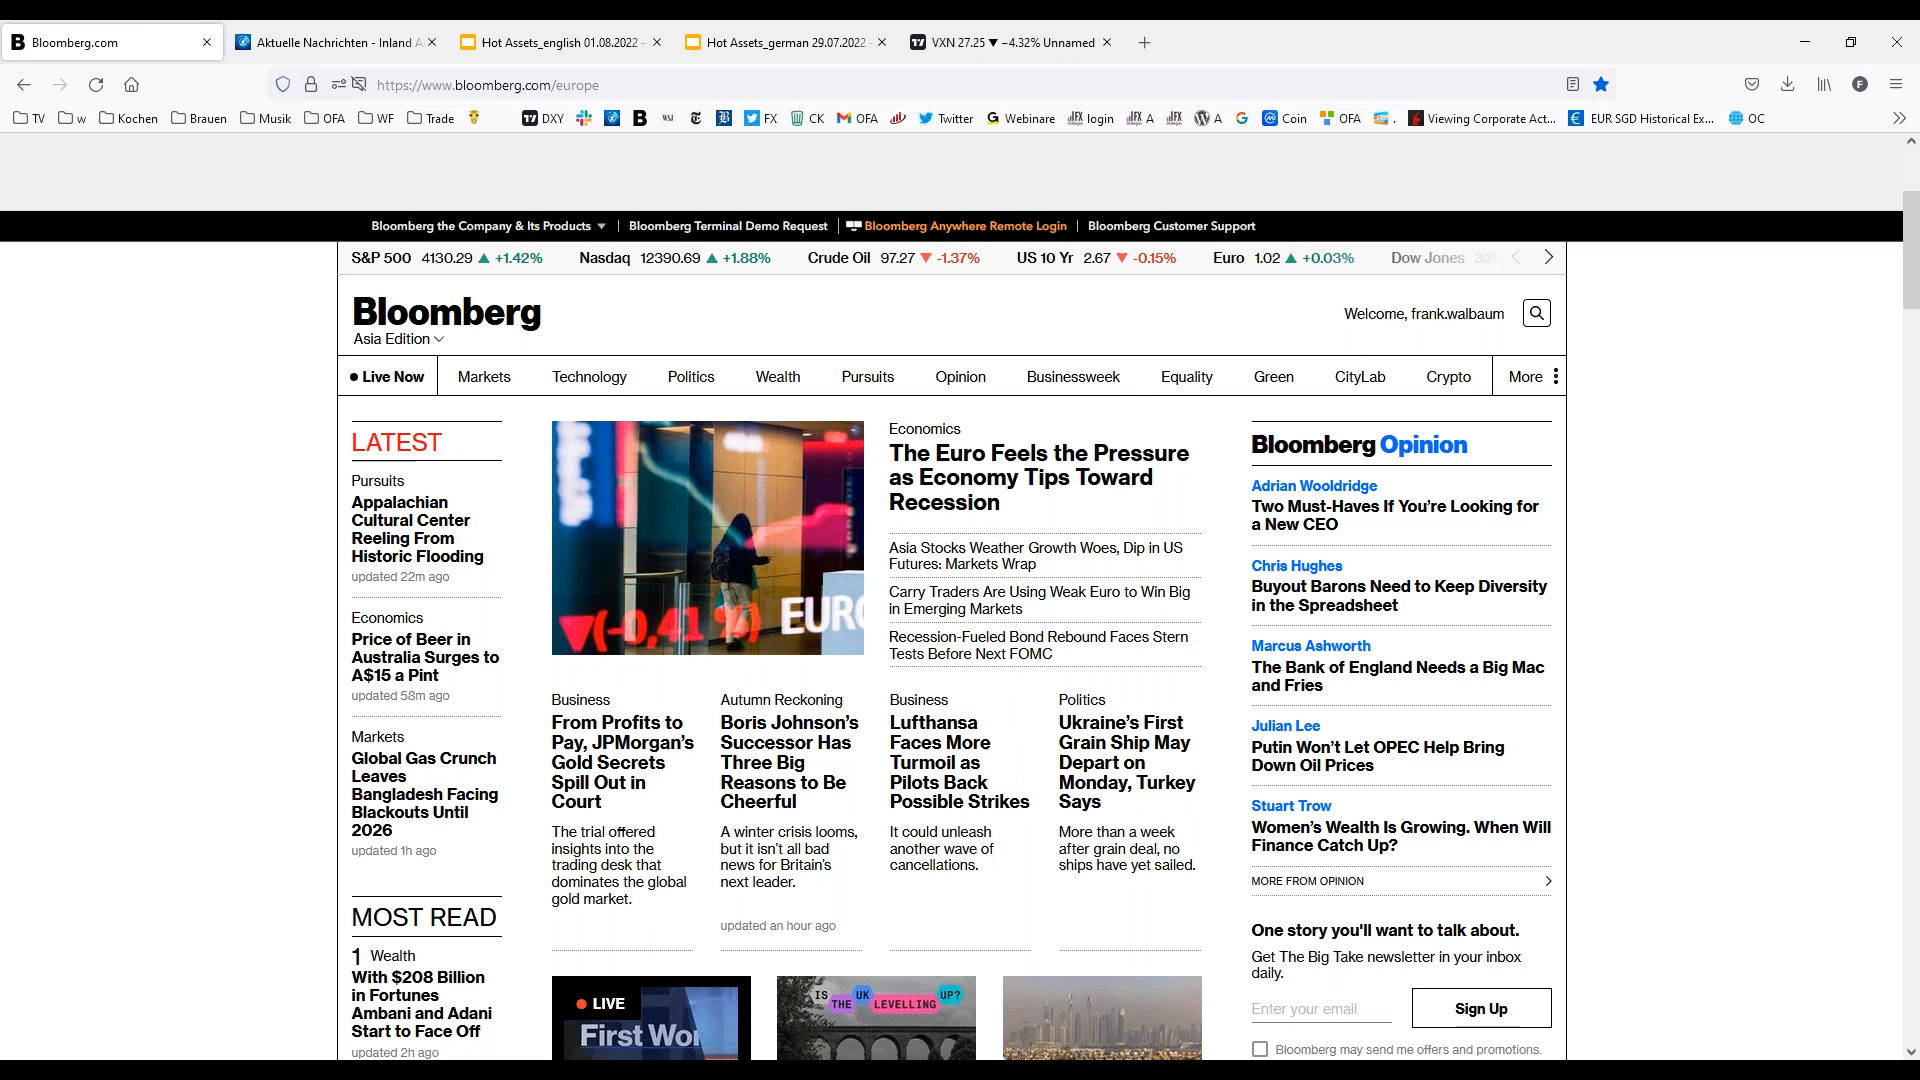 Bloomberg.com
Aktuelle Nachrichten - Inland A
Hot Assets_english 01.08.2022 -
Hot Assets_german 29.07.2022 -
VXN 27.25 ▼ −4.32% Unnamed
https://www.bloomberg.com/europe
TV
w
Kochen
Brauen
Musik
OFA
WF
Trade
DXY
WSJ
FX
CK
OFA
Twitter
Webinare
login
A
A
Coin
OFA
.
Viewing Corporate Act...
EUR SGD Historical Ex...
OC
Bloomberg the Company & Its Products ▼
Bloomberg Terminal Demo Request
Bloomberg Anywhere Remote Login
Bloomberg Customer Support
S&P 500 4130.29 ▲ +1.42%
Nasdaq 12390.69 ▲ +1.88%
Crude Oil 97.27 ▼ -1.37%
US 10 Yr 2.67 ▼ -0.15%
Euro 1.02 ▲ +0.03%
Dow Jones
Bloomberg
Asia Edition
Welcome, frank.walbaum
Live Now
Markets
Technology
Politics
Wealth
Pursuits
Opinion
Businessweek
Equality
Green
CityLab
Crypto
More
LATEST
Pursuits
Appalachian
Cultural Center
Reeling From
Historic Flooding
updated 22m ago
Economics
Price of Beer in
Australia Surges to
A$15 a Pint
updated 58m ago
Markets
Global Gas Crunch
Leaves
Bangladesh Facing
Blackouts Until
2026
updated 1h ago
MOST READ
1 Wealth
With $208 Billion
in Fortunes
Ambani and Adani
Start to Face Off
updated 2h ago
▼(-0,41 %) EURO
Economics
The Euro Feels the Pressure
as Economy Tips Toward
Recession
Asia Stocks Weather Growth Woes, Dip in US
Futures: Markets Wrap
Carry Traders Are Using Weak Euro to Win Big
in Emerging Markets
Recession-Fueled Bond Rebound Faces Stern
Tests Before Next FOMC
Business
From Profits to
Pay, JPMorgan's
Gold Secrets
Spill Out in
Court
The trial offered
insights into the
trading desk that
dominates the global
gold market.
Autumn Reckoning
Boris Johnson's
Successor Has
Three Big
Reasons to Be
Cheerful
A winter crisis looms,
but it isn't all bad
news for Britain's
next leader.
updated an hour ago
Business
Lufthansa
Faces More
Turmoil as
Pilots Back
Possible Strikes
It could unleash
another wave of
cancellations.
Politics
Ukraine's First
Grain Ship May
Depart on
Monday, Turkey
Says
More than a week
after grain deal, no
ships have yet sailed.
LIVE
First Wor
IS THE UK LEVELLING UP?
Bloomberg Opinion
Adrian Wooldridge
Two Must-Haves If You're Looking for
a New CEO
Chris Hughes
Buyout Barons Need to Keep Diversity
in the Spreadsheet
Marcus Ashworth
The Bank of England Needs a Big Mac
and Fries
Julian Lee
Putin Won't Let OPEC Help Bring
Down Oil Prices
Stuart Trow
Women's Wealth Is Growing. When Will
Finance Catch Up?
MORE FROM OPINION
One story you'll want to talk about.
Get The Big Take newsletter in your inbox
daily.
Enter your email
Sign Up
Bloomberg may send me offers and promotions.